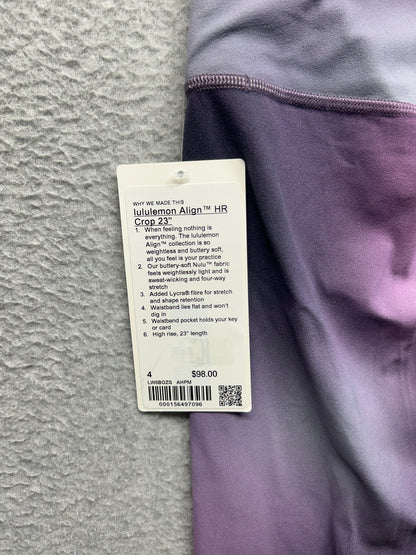 WHY WE MADE THIS
lululemon Align™ HR
Crop 23"
1. When feeling nothing is
everything. The lululemon
Align™ collection is so
weightless and buttery soft,
all you feel is your practice
2. Our buttery-soft Nulu™ fabric
feels weightlessly light and is
sweat-wicking and four-way
stretch
3. Added Lycra® fibre for stretch
and shape retention
4. Waistband lies flat and won't
dig in
5. Waistband pocket holds your key
or card
6. High rise, 23" length
4 $98.00
LW6BGZS AHPM
000156497096